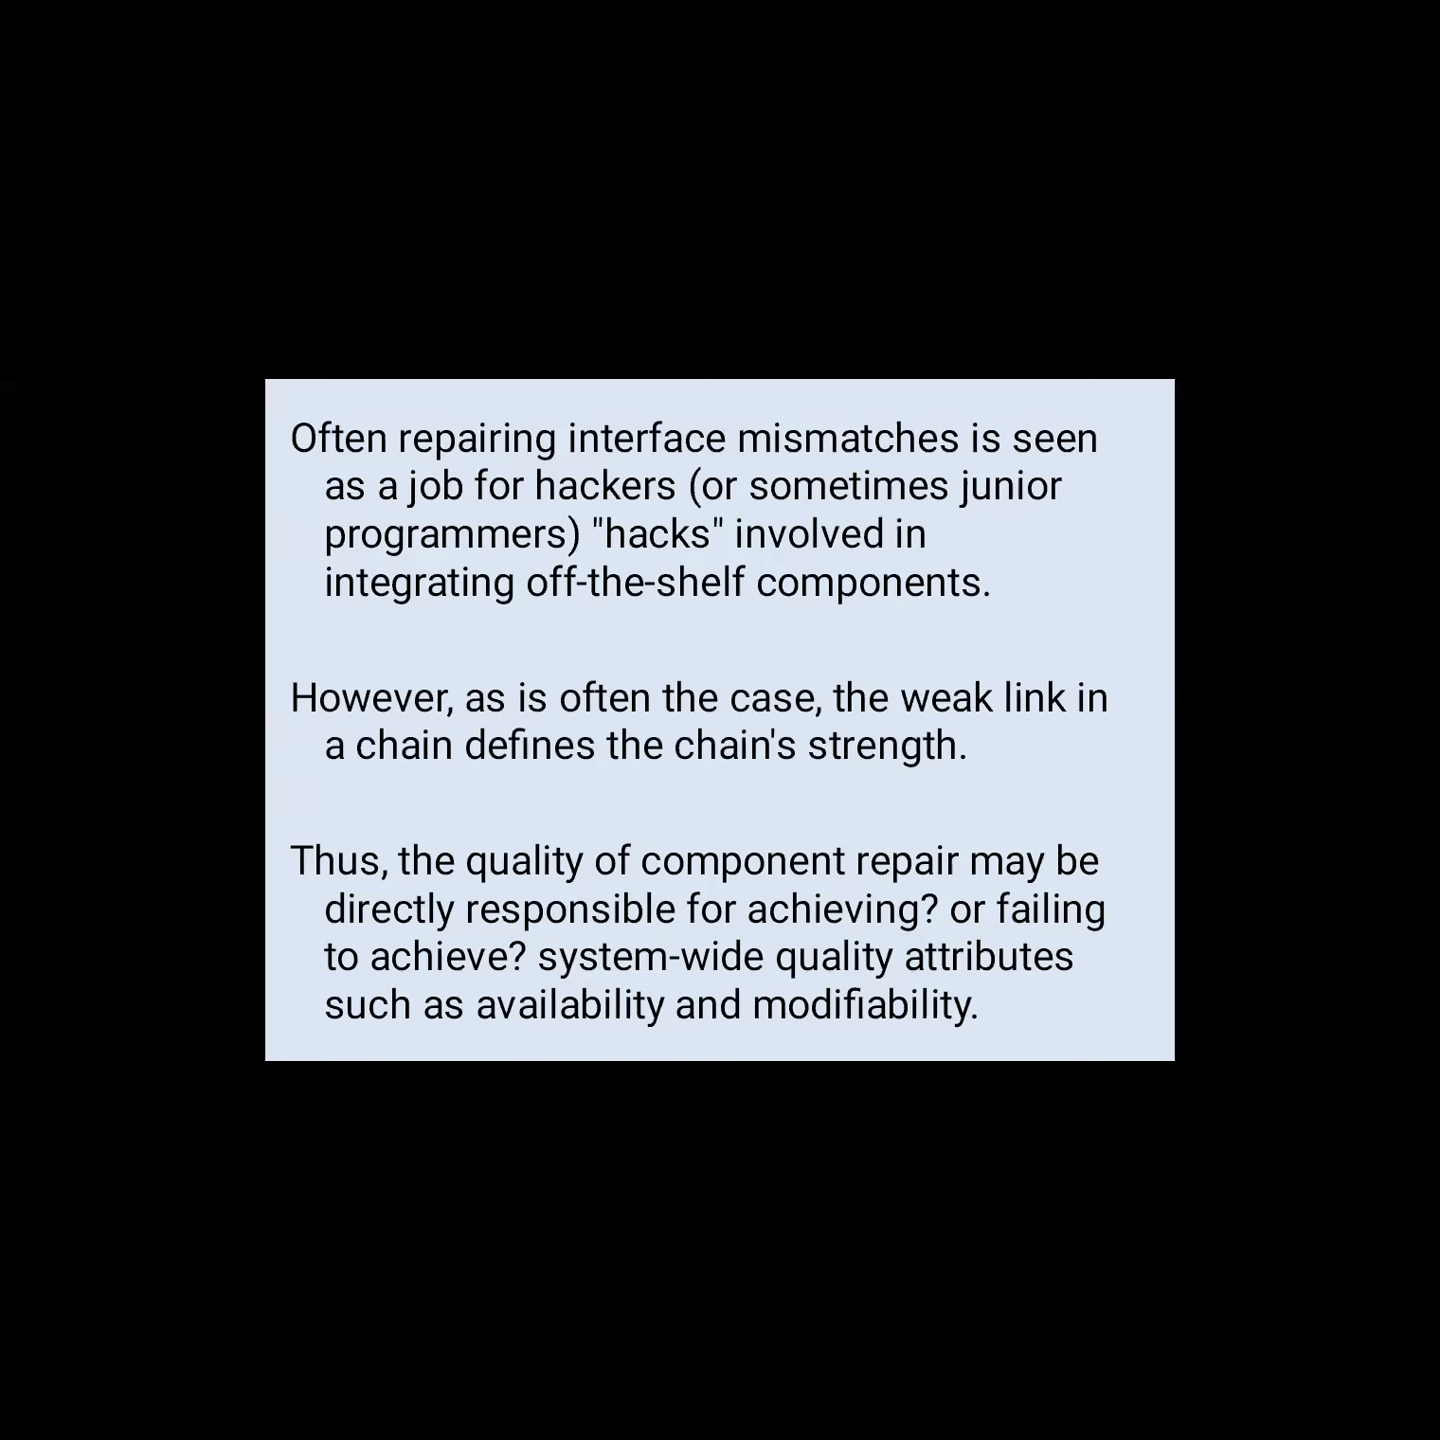 Often repairing interface mismatches is seen
as a job for hackers (or sometimes junior
programmers) "hacks" involved in
integrating off-the-shelf components.
However, as is often the case, the weak link in
a chain defines the chain's strength.
Thus, the quality of component repair may be
directly responsible for achieving? or failing
to achieve? system-wide quality attributes
such as availability and modifiability.